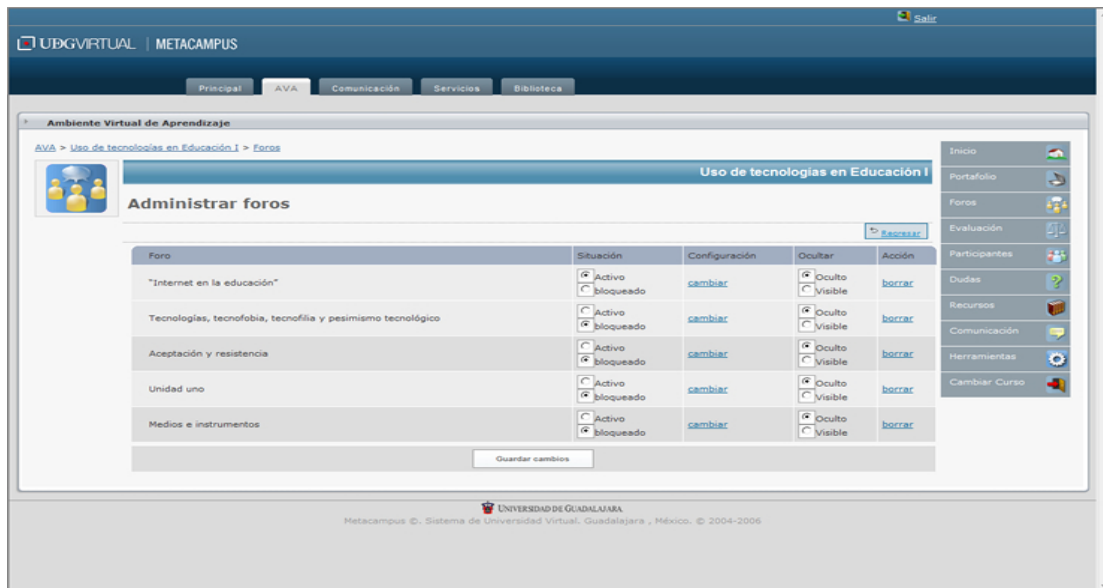 Salir
UDGVIRTUAL | METACAMPUS
Principal AVA Comunicación Servicios Biblioteca
Ambiente Virtual de Aprendizaje
AVA > Uso de tecnologías en Educación I > Foros
Uso de tecnologías en Educación I
Administrar foros
Regresar
Foro Situación Configuración Ocultar Acción
"Internet en la educación" Activo bloqueado cambiar Oculto Visible borrar
Tecnologías, tecnofobia, tecnofilia y pesimismo tecnológico Activo bloqueado cambiar Oculto Visible borrar
Aceptación y resistencia Activo bloqueado cambiar Oculto Visible borrar
Unidad uno Activo bloqueado cambiar Oculto Visible borrar
Medios e instrumentos Activo bloqueado cambiar Oculto Visible borrar
Guardar cambios
Inicio
Portafolio
Foros
Evaluación
Participantes
Dudas
Recursos
Comunicación
Herramientas
Cambiar Curso
UNIVERSIDAD DE GUADALAJARA
Metacampus ©. Sistema de Universidad Virtual. Guadalajara , México. © 2004-2006